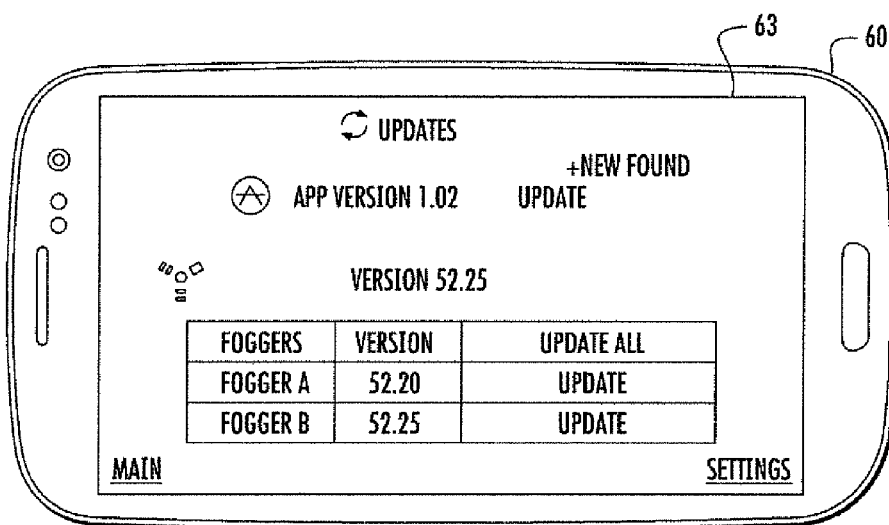 63
60
UPDATES
+NEW FOUND
APP VERSION 1.02 UPDATE
VERSION 52.25
FOGGERS VERSION UPDATE ALL
FOGGER A 52.20 UPDATE
FOGGER B 52.25 UPDATE
MAIN SETTINGS